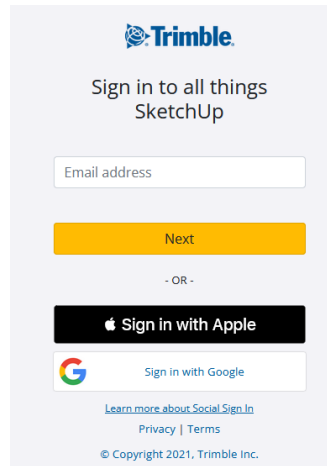 Trimble.
Sign in to all things
SketchUp
Email address
Next
- OR -
Sign in with Apple
Sign in with Google
Learn more about Social Sign In
Privacy | Terms
© Copyright 2021, Trimble Inc.